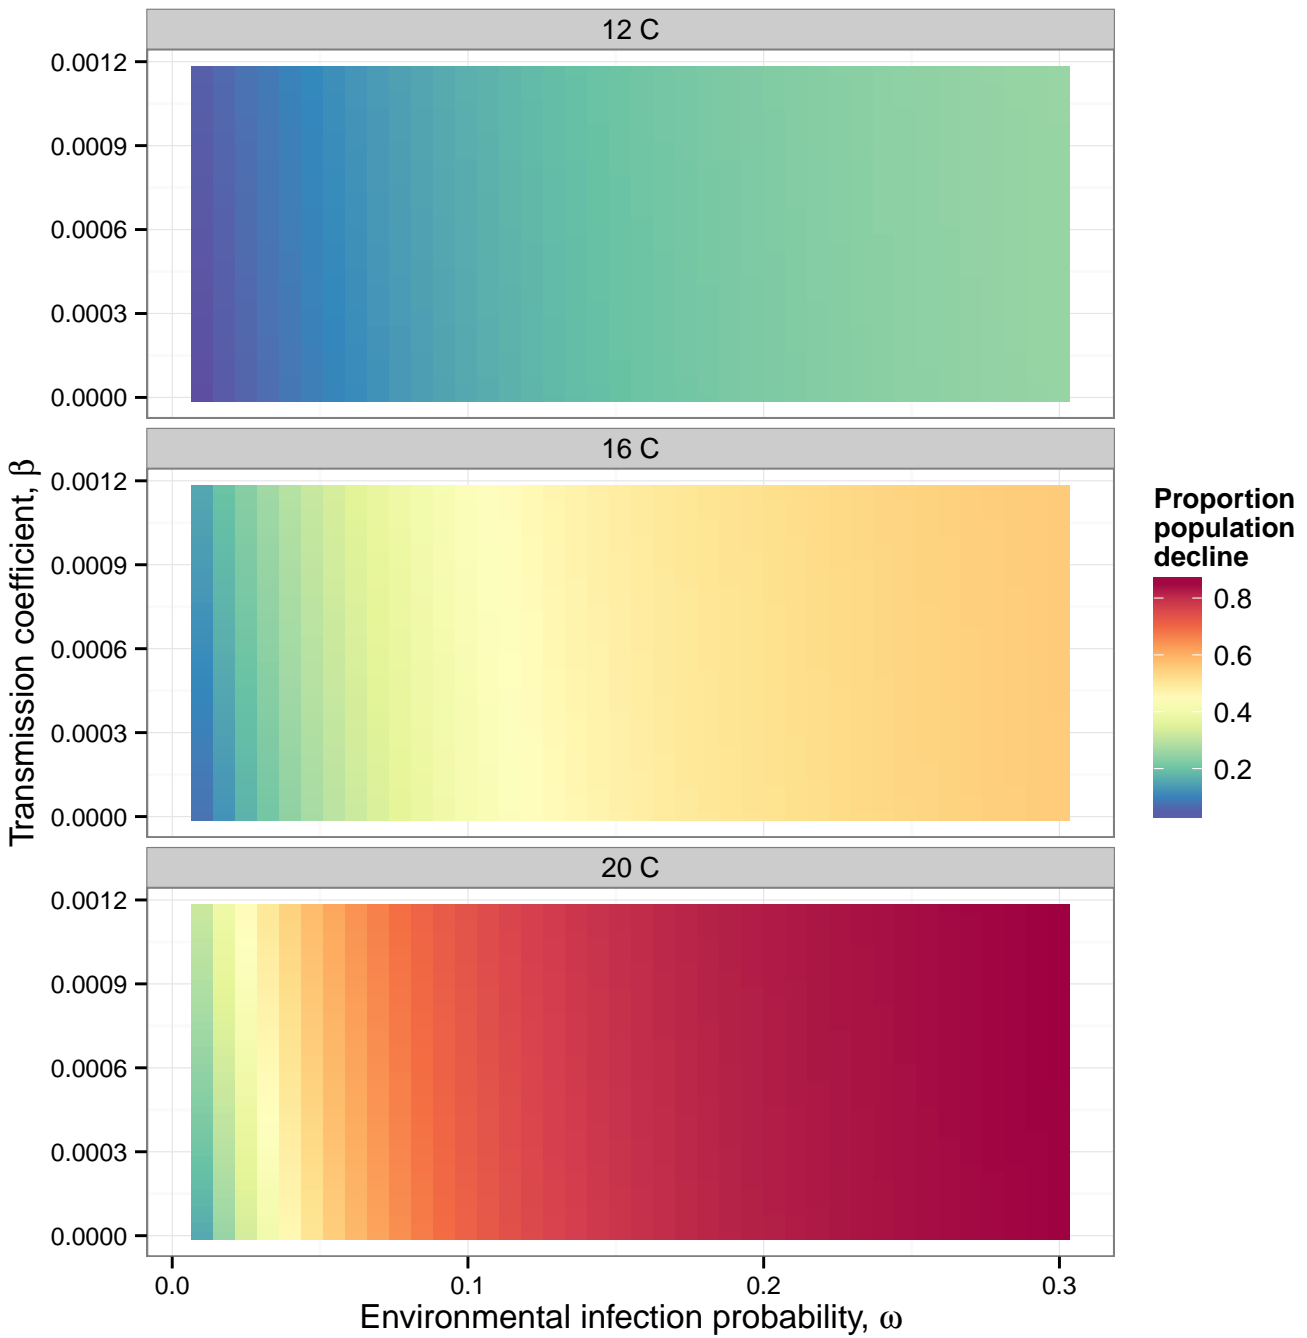 12 C
0.0012
0.0009
0.0006
0.0003
0.0000
16 C
0.0012
0.0009
0.0006
0.0003
0.0000
20 C
0.0012
0.0009
0.0006
0.0003
0.0000
0.0 0.1 0.2 0.3
Environmental infection probability, ω
Transmission coefficient, β
Proportion
population
decline
0.8
0.6
0.4
0.2